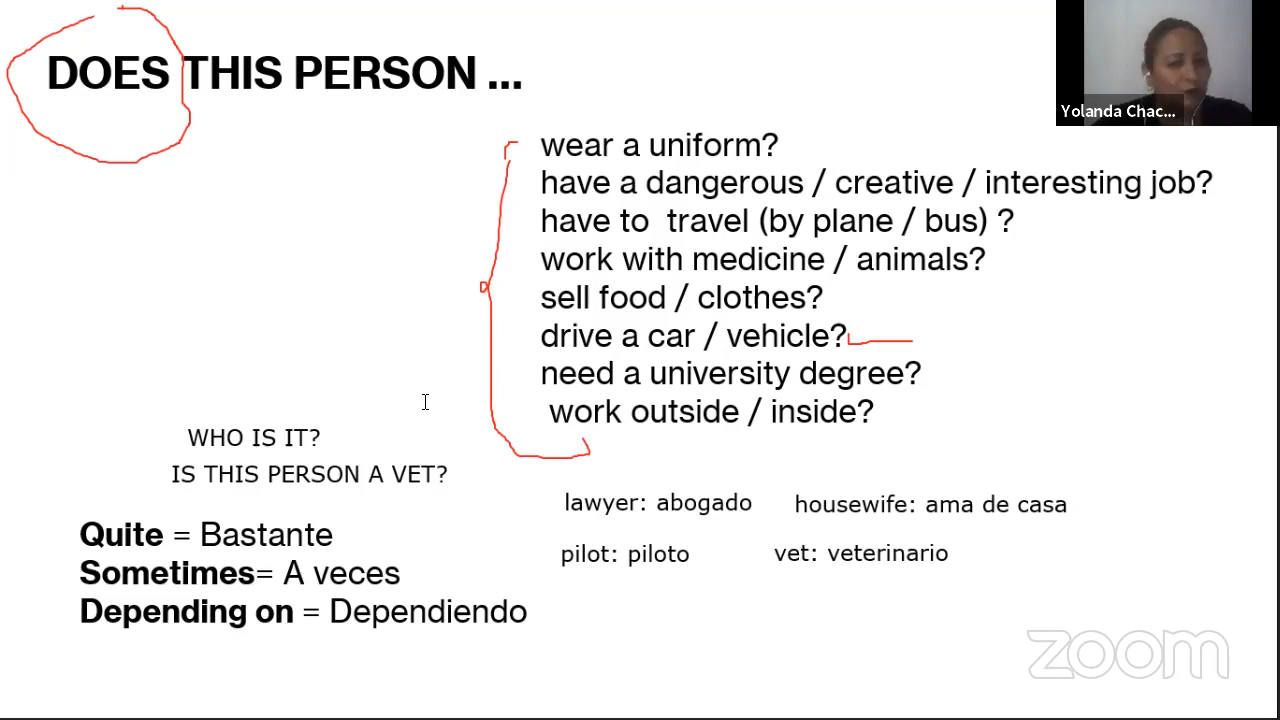 DOES THIS PERSON ...
Yolanda Chac...
wear a uniform?
have a dangerous / creative / interesting job?
have to travel (by plane / bus) ?
work with medicine / animals?
sell food / clothes?
drive a car / vehicle?
need a university degree?
work outside / inside?
WHO IS IT?
IS THIS PERSON A VET?
lawyer: abogado housewife: ama de casa
pilot: piloto vet: veterinario
Quite = Bastante
Sometimes= A veces
Depending on = Dependiendo
zoom